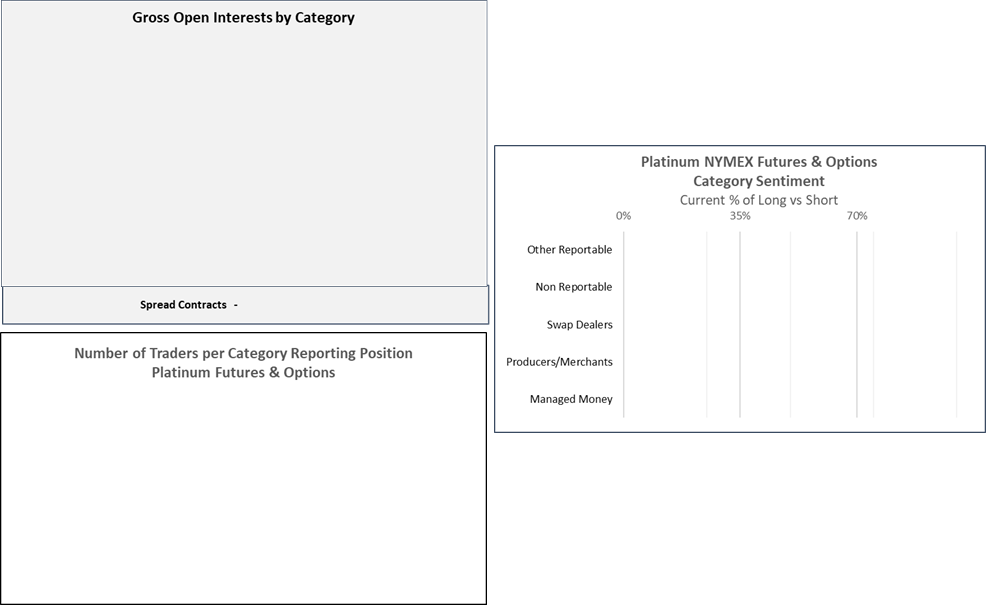 Gross Open Interests by Category
Spread Contracts -
Number of Traders per Category Reporting Position
Platinum Futures & Options
Platinum NYMEX Futures & Options
Category Sentiment
Current % of Long vs Short
0% 35% 70%
Other Reportable
Non Reportable
Swap Dealers
Producers/Merchants
Managed Money